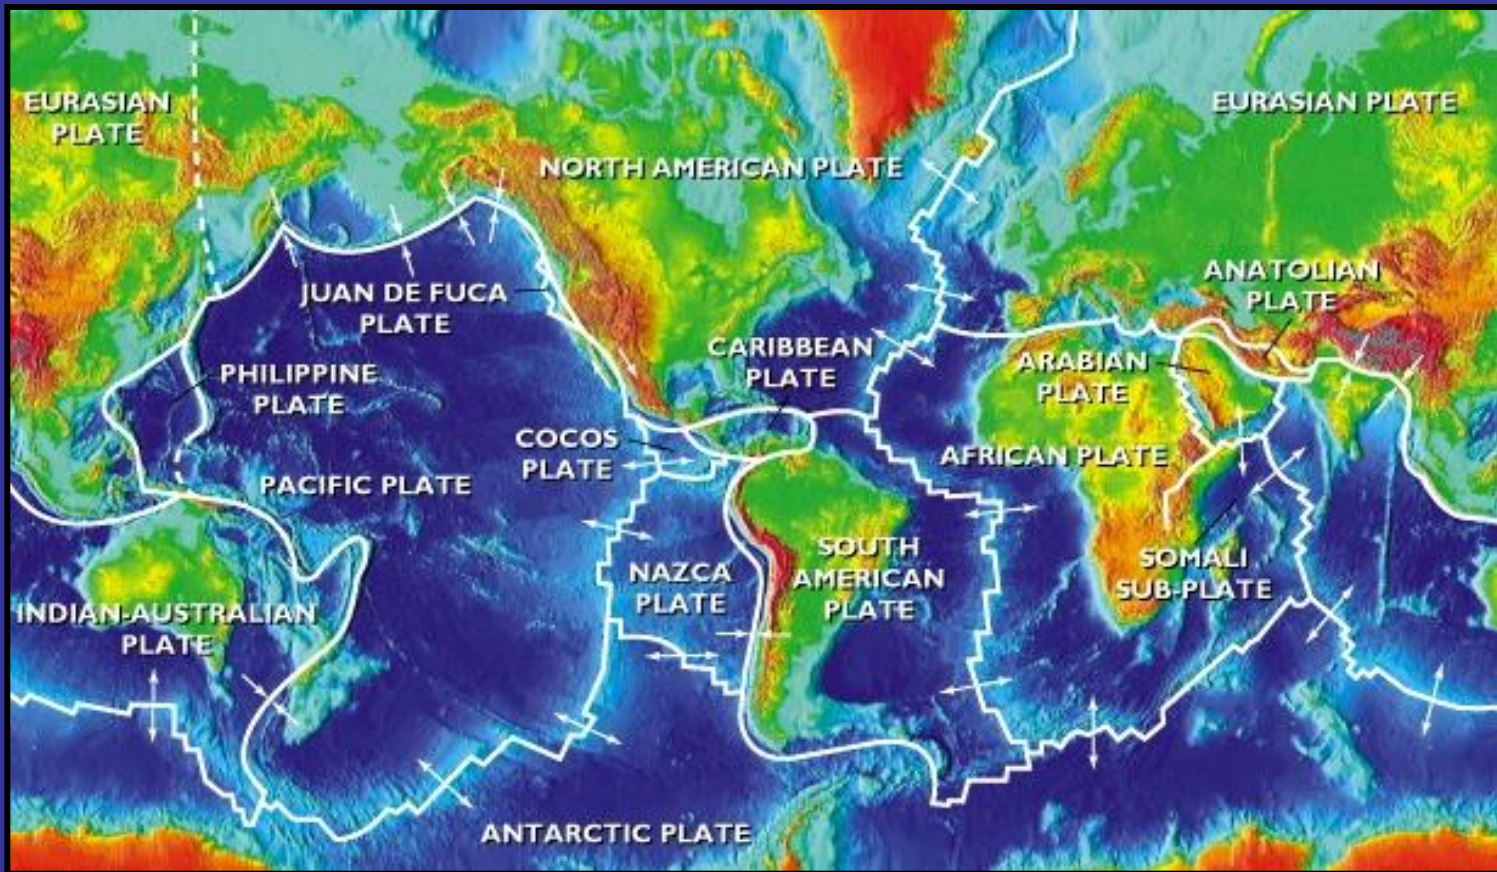 EURASIAN
PLATE
EURASIAN PLATE
NORTH AMERICAN PLATE
ANATOLIAN
PLATE
JUAN DE FUCA
PLATE
CARIBBEAN
PLATE
ARABIAN
PLATE
PHILIPPINE
PLATE
COCOS
PLATE
AFRICAN PLATE
PACIFIC PLATE
SOUTH
AMERICAN
PLATE
SOMALI
SUB-PLATE
NAZCA
PLATE
INDIAN-AUSTRALIAN
PLATE
ANTARCTIC PLATE